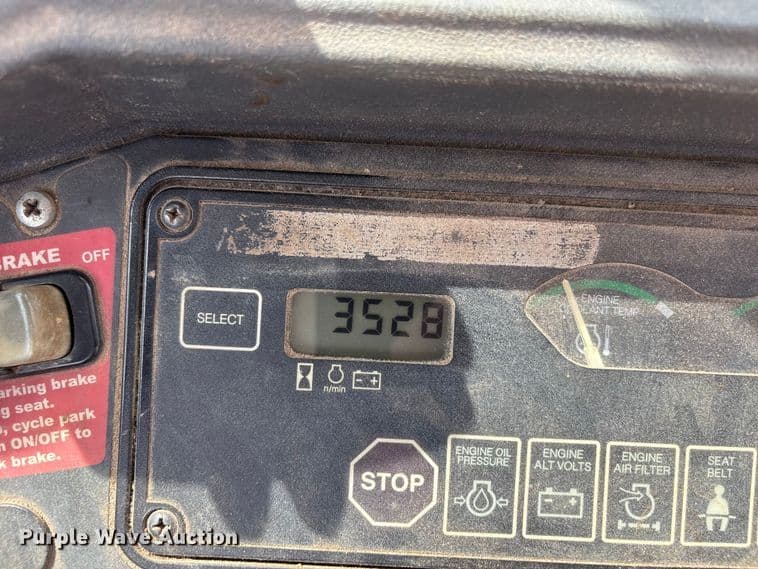 BRAKE OFF
arking brake
g seat.
, cycle park
ON/OFF to
k brake.
SELECT
3528
n/min
ENGINE
COOLANT TEMP
STOP
ENGINE OIL
PRESSURE
ENGINE
ALT VOLTS
ENGINE
AIR FILTER
SEAT
BELT
Purple Wave Auction